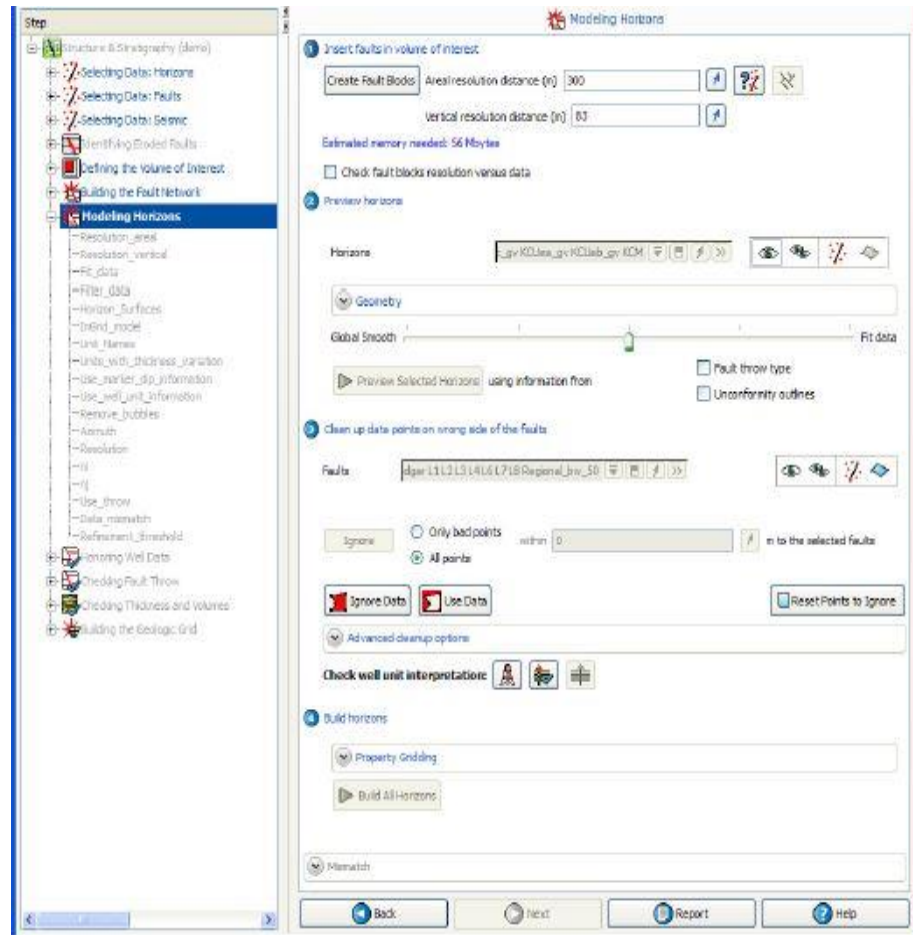 Step
Structure & Stratigraphy (demo)
Selecting Data: Horizons
Selecting Data: Faults
Selecting Data: Seismic
Identifying Eroded Faults
Defining the Volume of Interest
Building the Fault Network
Modeling Horizons
Resolution_areal
Resolution_vertical
Fit_data
Filter_data
Horizon_Surfaces
InGrid_model
Unit_Names
Units_with_thickness_variation
Use_marker_dip_information
Use_well_unit_information
Remove_bubbles
Azimuth
Resolution
Use_throw
Data_mismatch
Refinement_threshold
Honoring Well Data
Checking Fault Throw
Checking Thickness and Volumes
Building the Geologic Grid
Modeling Horizons
1 Insert faults in volume of interest
Create Fault Blocks Areal resolution distance (m) 300
Vertical resolution distance (m) 83
Estimated memory needed: 56 Mbytes
Check fault blocks resolution versus data
2 Preview horizons
Horizons
Geometry
Global Smooth Fit data
Preview Selected Horizons using information from
Fault throw type
Unconformity outlines
3 Clean up data points on wrong side of the faults
Faults
Ignore Only bad points within 0 m to the selected faults
All points
Ignore Data Use Data Reset Points to Ignore
Advanced cleanup options
Check well unit interpretation:
4 Build horizons
Property Gridding
Build All Horizons
Mismatch
Back Next Report Help